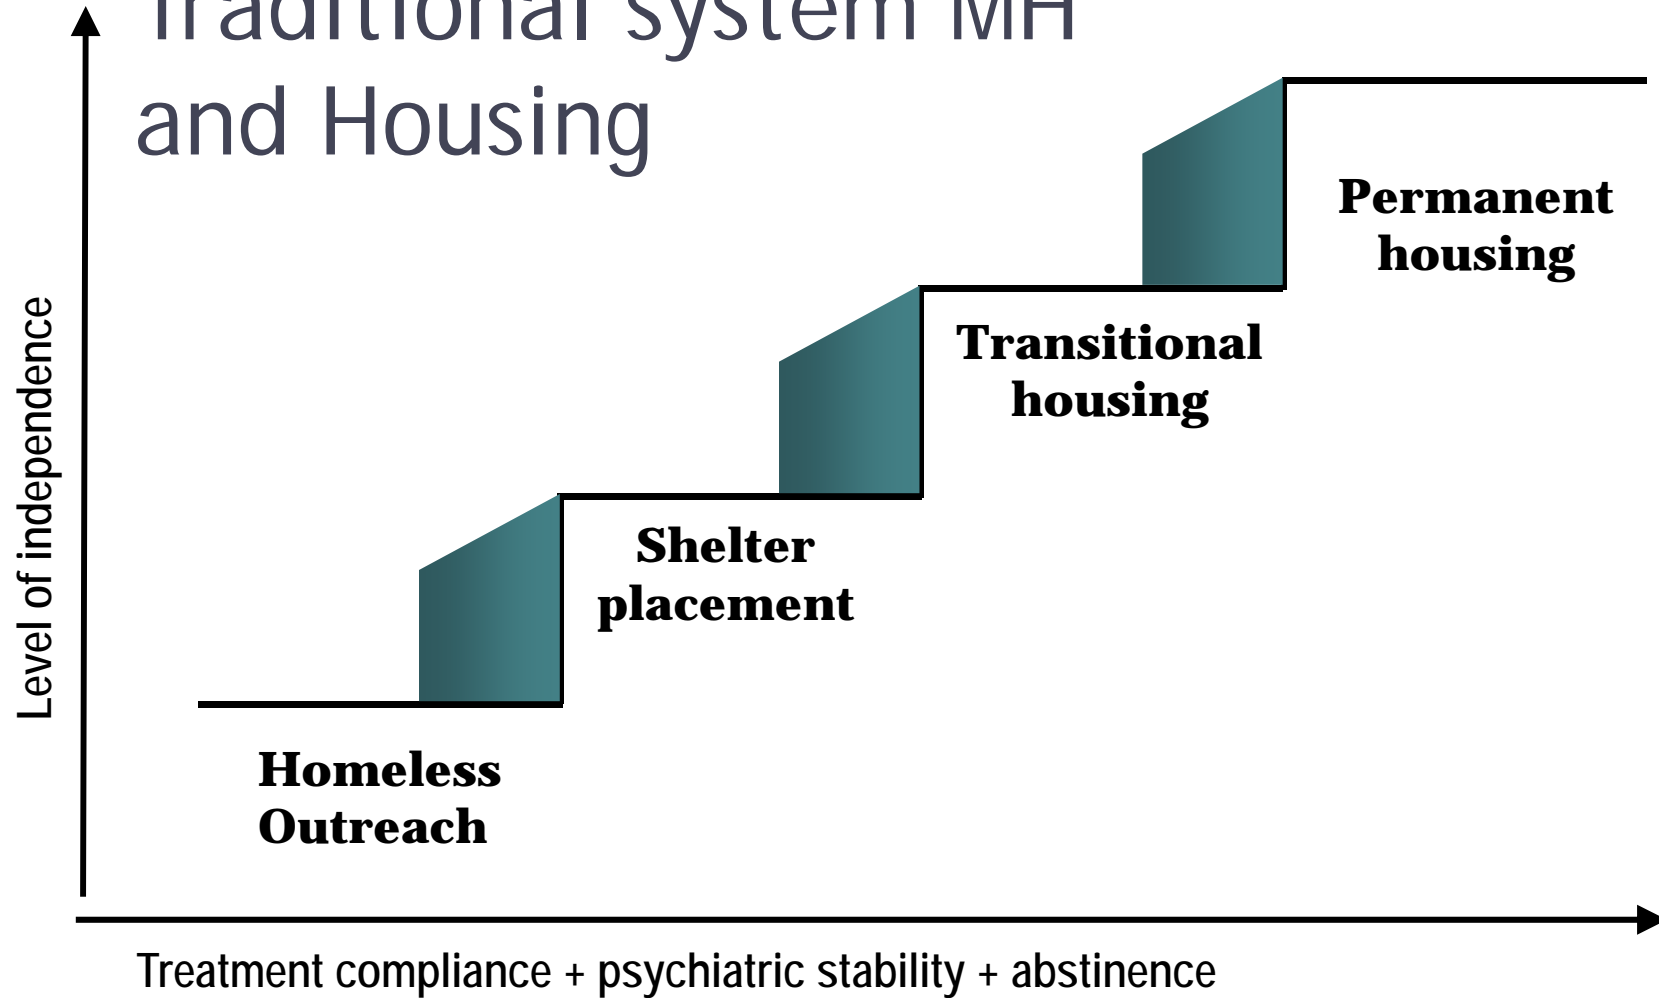 Traditional system MH
and Housing
Permanent
housing
Transitional
housing
Shelter
placement
Homeless
Outreach
Level of independence
Treatment compliance + psychiatric stability + abstinence